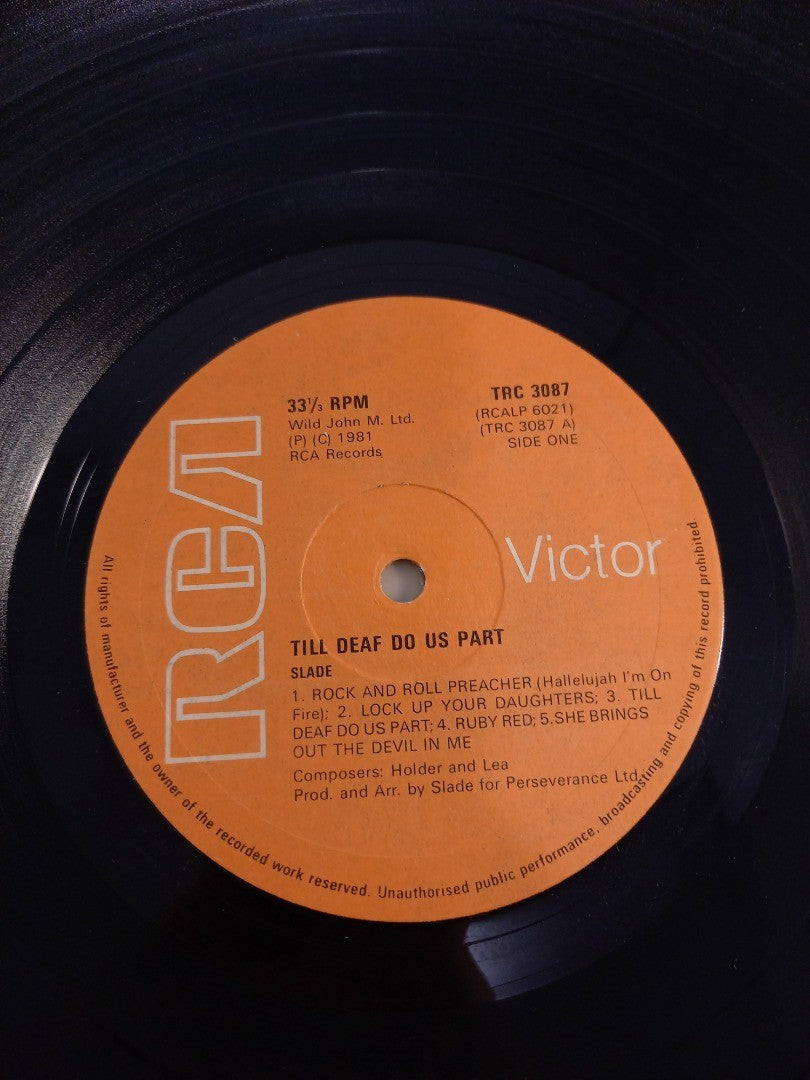 RCA
33⅓ RPM
Wild John M. Ltd.
(P) (C) 1981
RCA Records
TRC 3087
(RCALP 6021)
(TRC 3087 A)
SIDE ONE
Victor
TILL DEAF DO US PART
SLADE
1. ROCK AND ROLL PREACHER (Hallelujah I'm On
Fire); 2. LOCK UP YOUR DAUGHTERS; 3. TILL
DEAF DO US PART; 4. RUBY RED; 5.SHE BRINGS
OUT THE DEVIL IN ME
Composers: Holder and Lea
Prod. and Arr. by Slade for Perseverance Ltd.
All rights of manufacturer and the owner of the recorded work reserved. Unauthorised public performance, broadcasting and copying of this record prohibited.